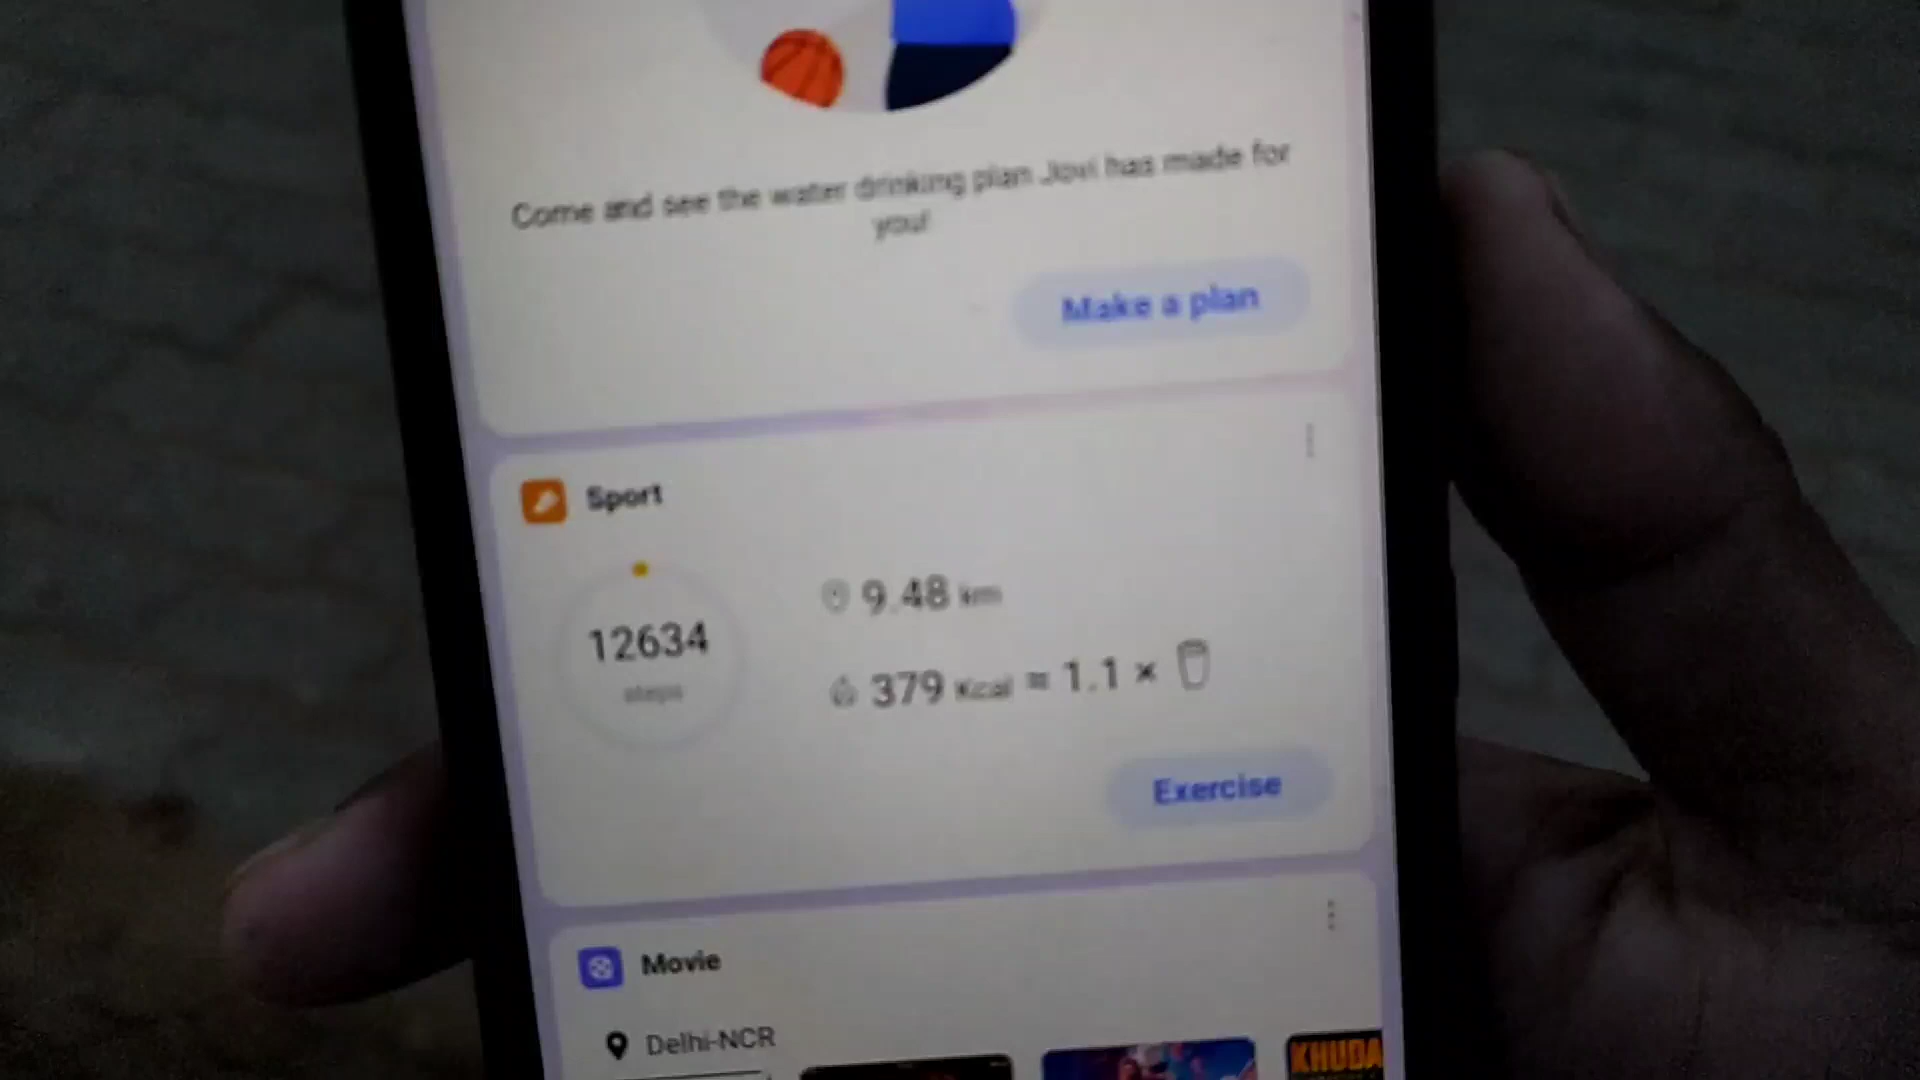 Come and see the water drinking plan Jovi has made for
you!
Make a plan
Sport
12634
steps
9.48 km
379 Kcal ≈ 1.1 ×
Exercise
Movie
Delhi-NCR
KHUDA